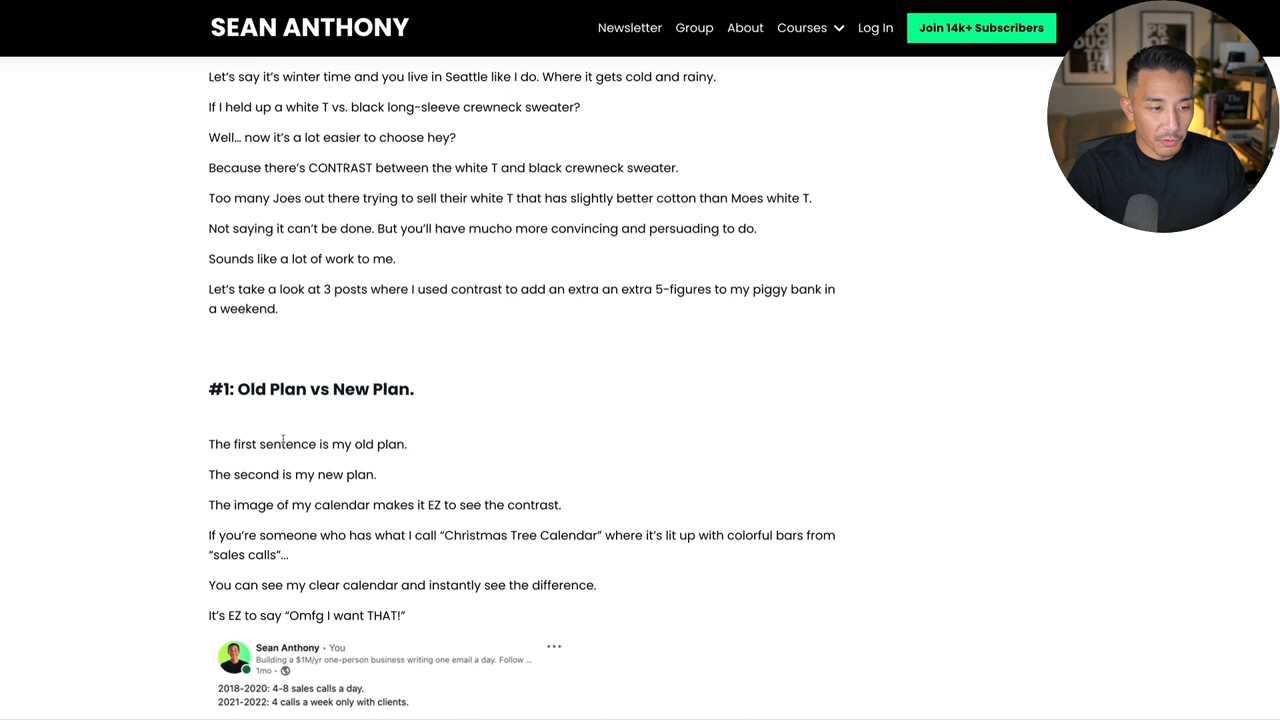 SEAN ANTHONY
Newsletter Group About Courses Log In Join 14k+ Subscribers
Let's say it's winter time and you live in Seattle like I do. Where it gets cold and rainy.
If I held up a white T vs. black long-sleeve crewneck sweater?
Well... now it's a lot easier to choose hey?
Because there's CONTRAST between the white T and black crewneck sweater.
Too many Joes out there trying to sell their white T that has slightly better cotton than Moes white T.
Not saying it can't be done. But you'll have mucho more convincing and persuading to do.
Sounds like a lot of work to me.
Let's take a look at 3 posts where I used contrast to add an extra an extra 5-figures to my piggy bank in
a weekend.
#1: Old Plan vs New Plan.
The first sentence is my old plan.
The second is my new plan.
The image of my calendar makes it EZ to see the contrast.
If you're someone who has what I call “Christmas Tree Calendar” where it's lit up with colorful bars from
“sales calls”...
You can see my clear calendar and instantly see the difference.
It's EZ to say “Omfg I want THAT!”
Sean Anthony • You
Building a $1M/yr one-person business writing one email a day. Follow ...
1mo •
2018-2020: 4-8 sales calls a day.
2021-2022: 4 calls a week only with clients.